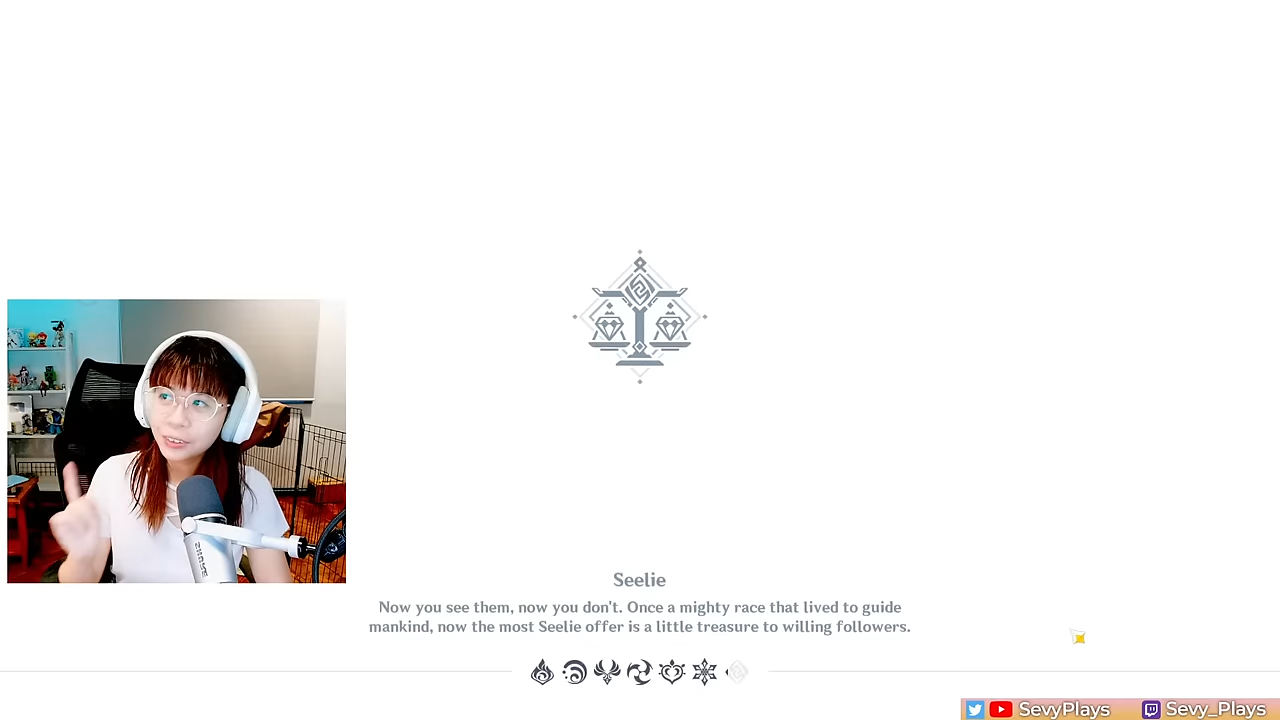 Seelie
Now you see them, now you don't. Once a mighty race that lived to guide
mankind, now the most Seelie offer is a little treasure to willing followers.
SevyPlays
Sevy_Plays